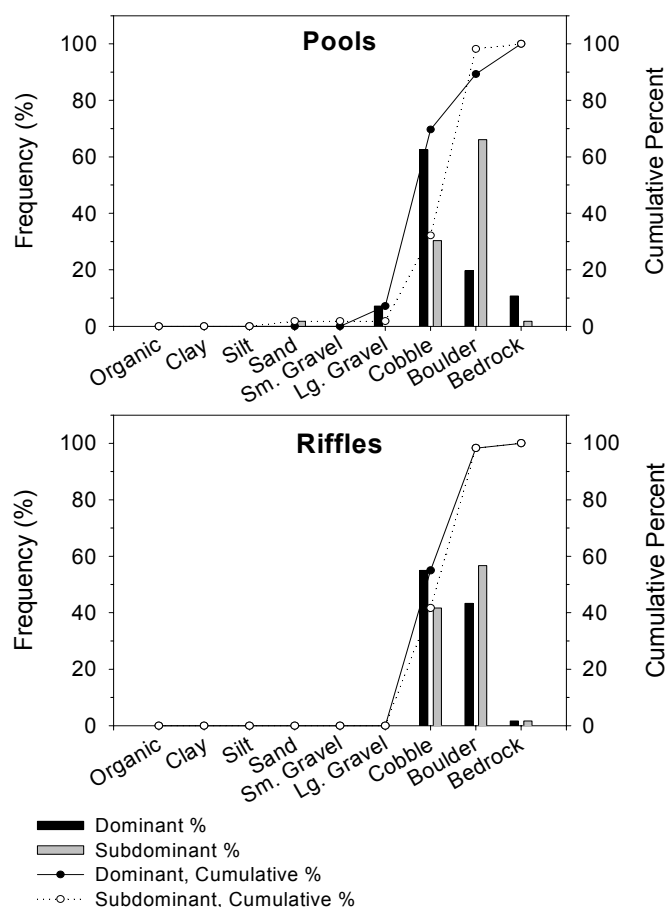 Pools
100
80
60
40
20
0
Frequency (%)
100
80
60
40
20
0
Cumulative Percent
Organic
Clay
Silt
Sand
Sm. Gravel
Lg. Gravel
Cobble
Boulder
Bedrock
Riffles
100
80
60
40
20
0
Frequency (%)
100
80
60
40
20
0
Cumulative Percent
Organic
Clay
Silt
Sand
Sm. Gravel
Lg. Gravel
Cobble
Boulder
Bedrock
Dominant %
Subdominant %
Dominant, Cumulative %
Subdominant, Cumulative %